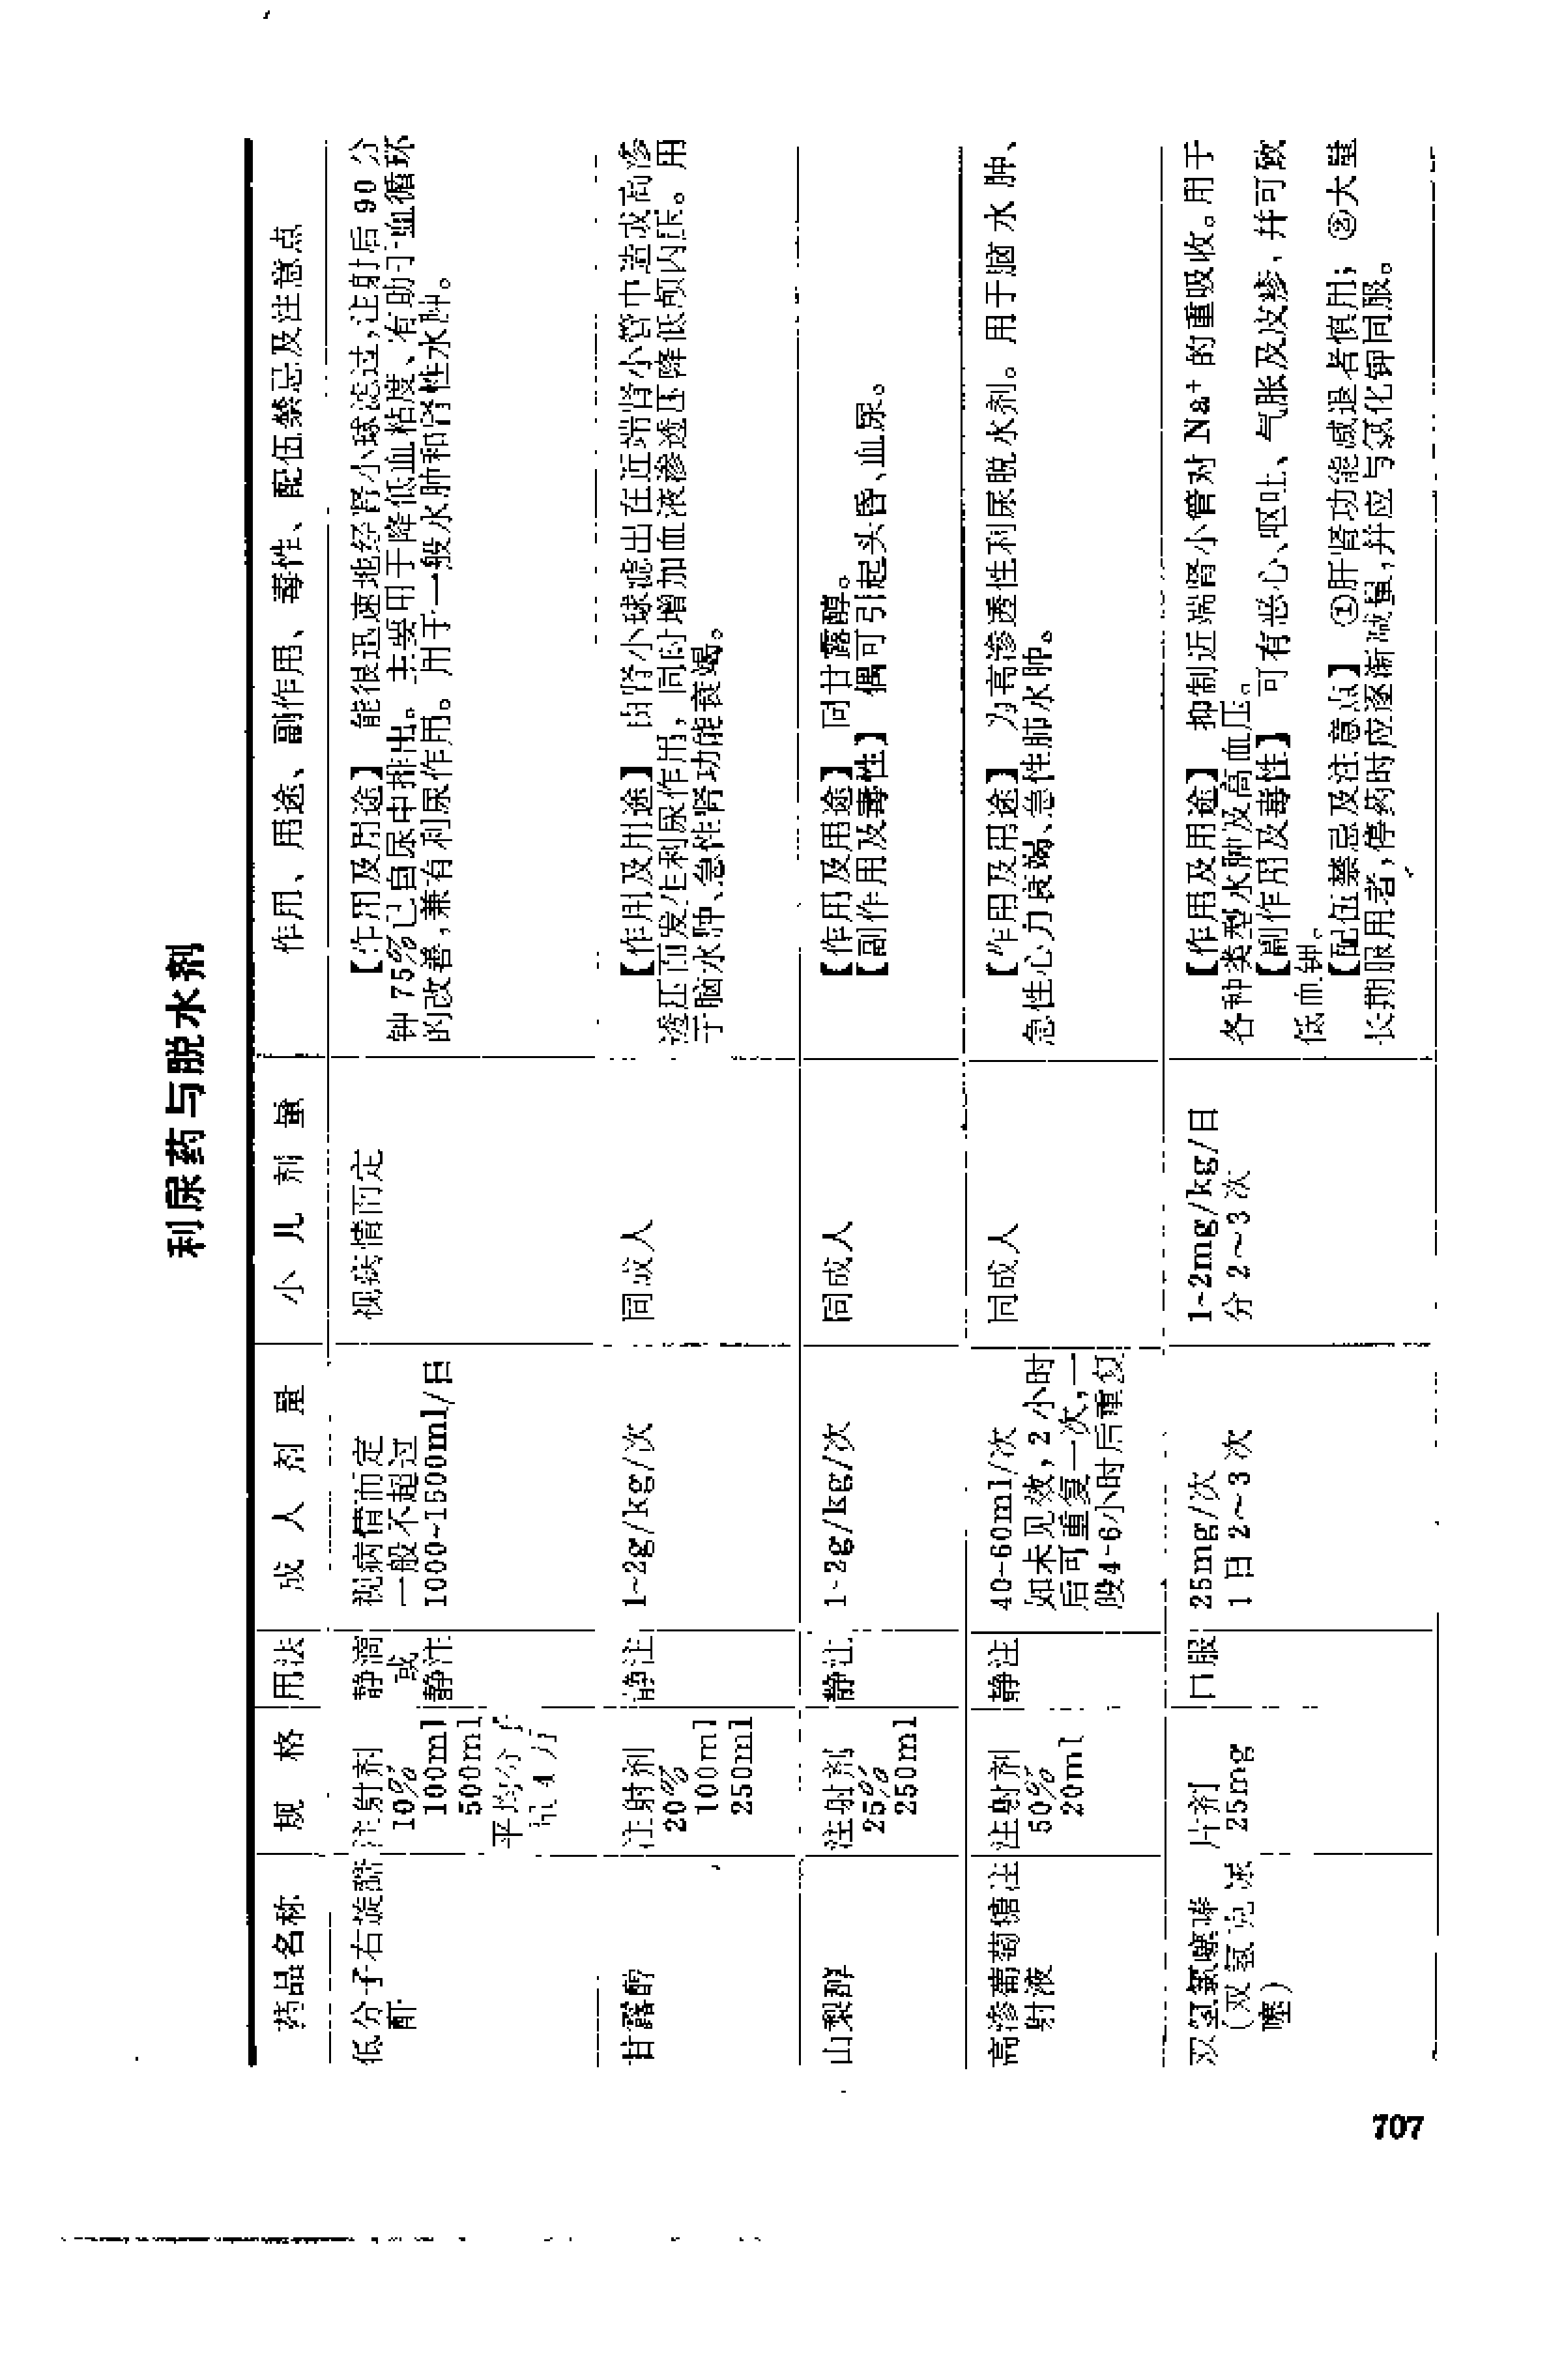 利尿药与脱水剂
药品名称 规格 用法 成人剂量 小儿剂量 作用、用途、副作用、毒性、配伍禁忌及注意点
低分子右旋醣
酐
注射剂
10%
100ml
500ml
平均分子
量4万
静滴
或
静注
视病情而定
一般不超过
1000~1500ml/日
视病情而定
【作用及用途】 能很迅速地经肾小球滤过,注射后90分
钟75%已自尿中排出。主要用于降低血粘度、有助于血循环
的改善,兼有利尿作用。用于一般水肿和肾性水肿。
甘露醇
注射剂
20%
100ml
250ml
静注
1~2g/kg/次
同成人
【作用及用途】 由肾小球滤出在近端肾小管中造成高渗
透压而发生利尿作用,同时增加血液渗透压降低颅内压。用
于脑水肿、急性肾功能衰竭。
山梨醇
注射剂
25%
250ml
静注
1~2g/kg/次
同成人
【作用及用途】 同甘露醇。
【副作用及毒性】 偶可引起头昏、血尿。
高渗葡萄糖注
射液
注射剂
50%
20ml
静注
40~60ml/次
如未见效,2小时
后可重复一次,一
般4~6小时后重复
同成人
【作用及用途】 为高渗透性利尿脱水剂。用于脑水肿、
急性心力衰竭、急性肺水肿。
双氢氯噻嗪
(双氢克尿
噻)
片剂
25mg
口服
25mg/次
1日2~3次
1~2mg/kg/日
分2~3次
【作用及用途】 抑制近端肾小管对Na⁺的重吸收。用于
各种类型水肿及高血压。
【副作用及毒性】 可有恶心、呕吐、气胀及皮疹,并可致
低血钾。
【配伍禁忌及注意点】 ①肝肾功能减退者慎用;②大量
长期服用者,停药时应逐渐减量,并应与氯化钾同服。
707